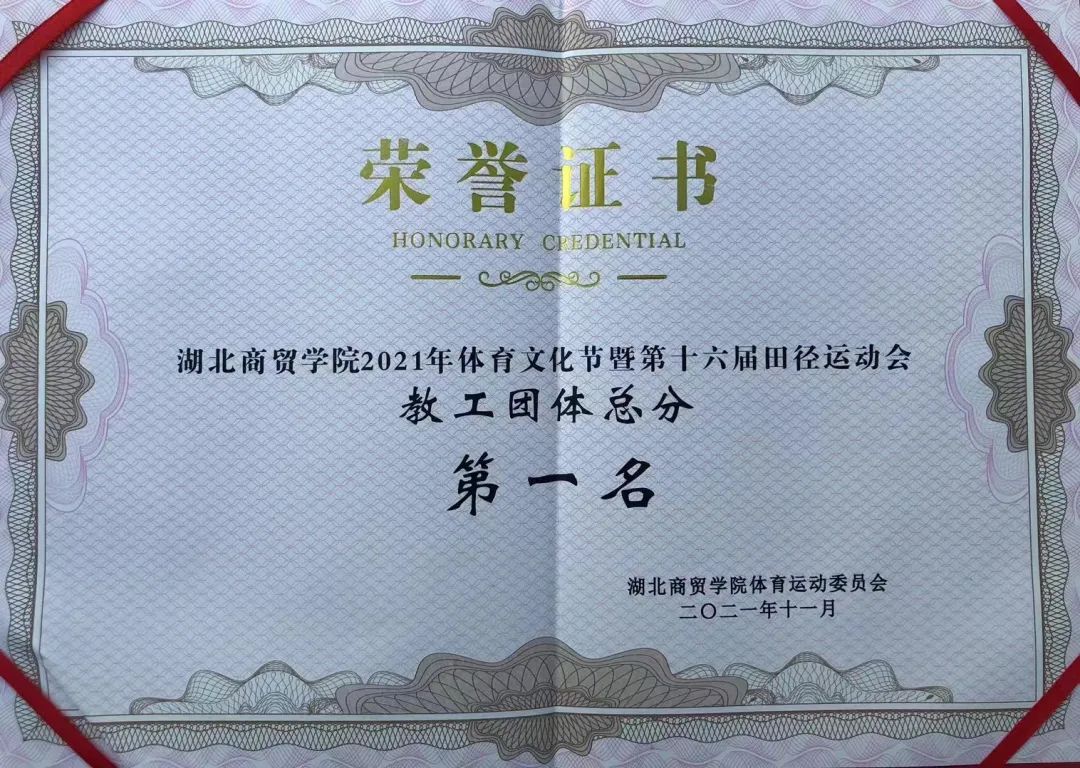 荣誉证书
HONORARY CREDENTIAL
湖北商贸学院2021年体育文化节暨第十六届田径运动会
教工团体总分
第一名
湖北商贸学院体育运动委员会
二〇二一年十一月